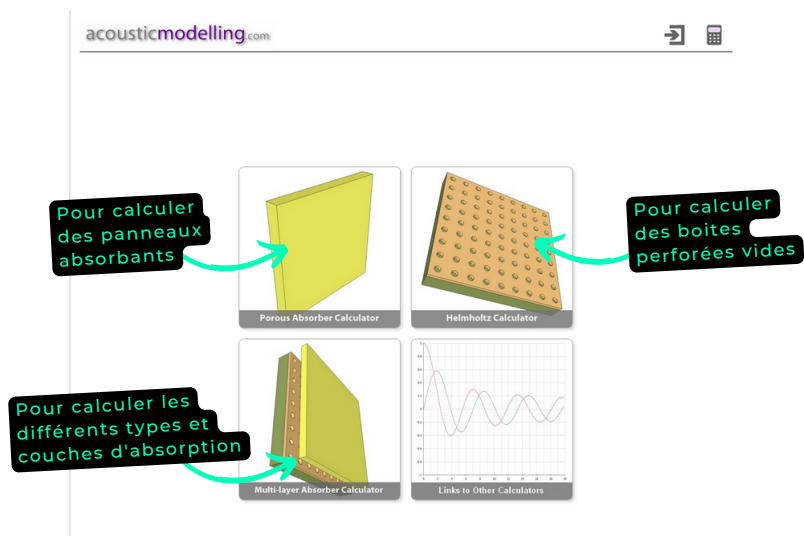 acousticmodelling.com
Pour calculer
des panneaux
absorbants
Pour calculer
des boites
perforées vides
Porous Absorber Calculator
Helmholtz Calculator
Pour calculer les
différents types et
couches d'absorption
Multi-layer Absorber Calculator
Links to Other Calculators